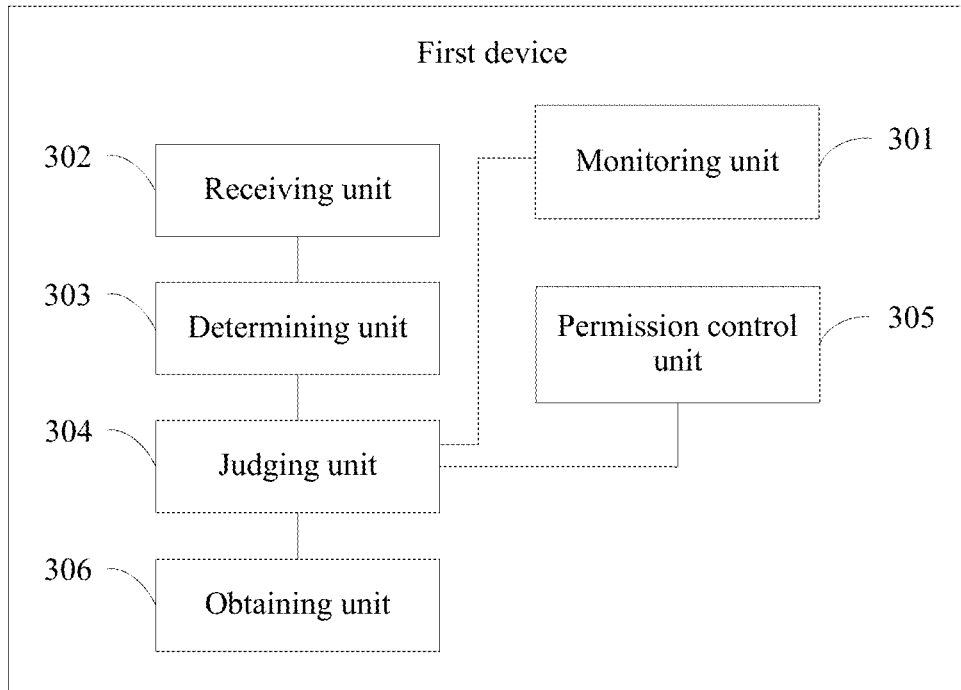 First device
302
Receiving unit
Monitoring unit
301
303
Determining unit
Permission control
unit
305
304
Judging unit
306
Obtaining unit